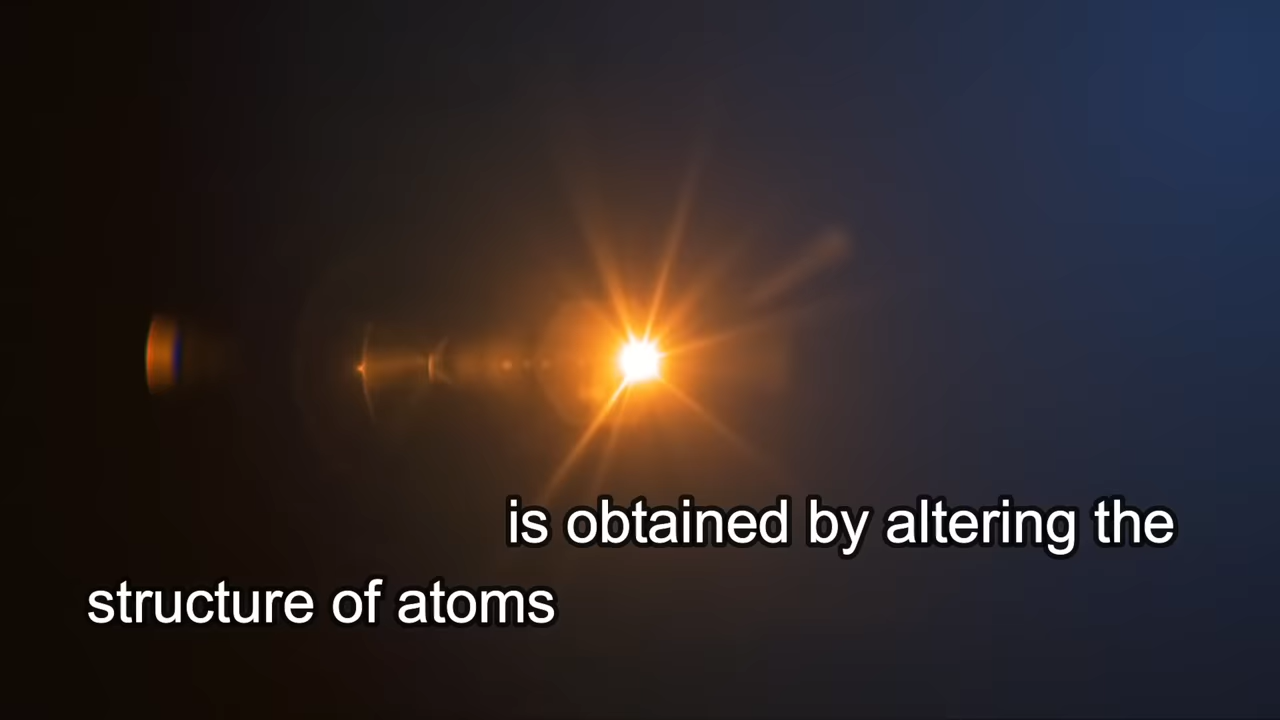 is obtained by altering the
structure of atoms